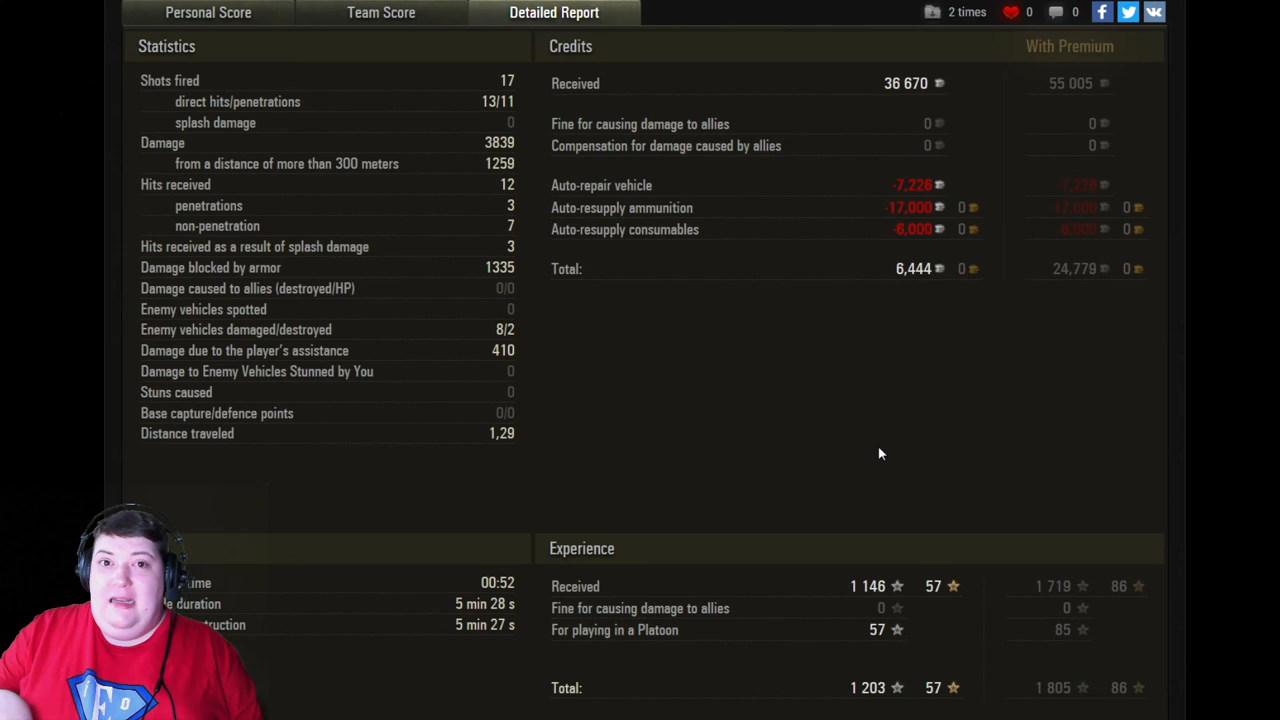 Personal Score Team Score Detailed Report 2 times 0 0
Statistics
Shots fired 17
direct hits/penetrations 13/11
splash damage 0
Damage 3839
from a distance of more than 300 meters 1259
Hits received 12
penetrations 3
non-penetration 7
Hits received as a result of splash damage 3
Damage blocked by armor 1335
Damage caused to allies (destroyed/HP) 0/0
Enemy vehicles spotted 0
Enemy vehicles damaged/destroyed 8/2
Damage due to the player's assistance 410
Damage to Enemy Vehicles Stunned by You 0
Stuns caused 0
Base capture/defence points 0/0
Distance traveled 1,29
Credits With Premium
Received 36 670 55 005
Fine for causing damage to allies 0 0
Compensation for damage caused by allies 0 0
Auto-repair vehicle -7,226 -7,226
Auto-resupply ammunition -17,000 0 -17,000 0
Auto-resupply consumables -6,000 0 -6,000 0
Total: 6,444 0 24,779 0
00:52
duration 5 min 28 s
5 min 27 s
Experience
Received 1 146 57 1 719 86
Fine for causing damage to allies 0 0
For playing in a Platoon 57 85
Total: 1 203 57 1 805 86